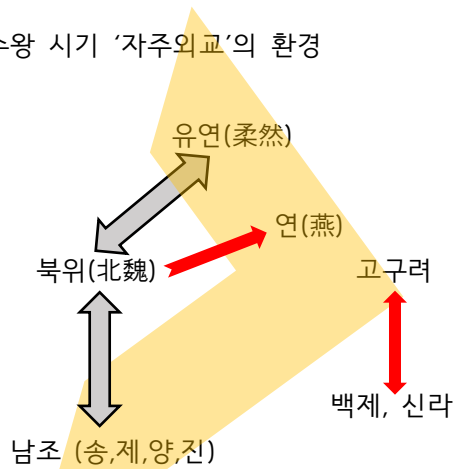 수왕 시기 ‘자주외교’의 환경
유연(柔然)
연(燕)
북위(北魏)
고구려
백제, 신라
남조 (송,제,양,진)